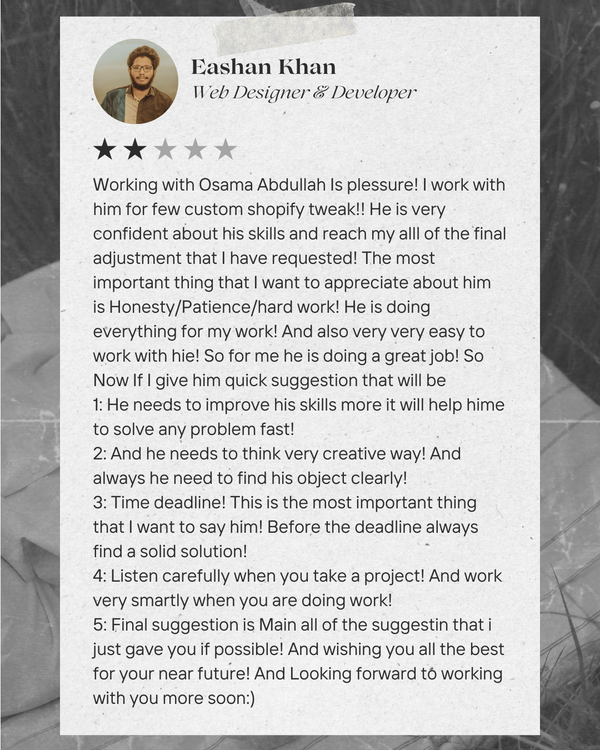 Eashan Khan
Web Designer & Developer
Working with Osama Abdullah Is plessure! I work with
him for few custom shopify tweak!! He is very
confident about his skills and reach my alll of the final
adjustment that I have requested! The most
important thing that I want to appreciate about him
is Honesty/Patience/hard work! He is doing
everything for my work! And also very very easy to
work with hie! So for me he is doing a great job! So
Now If I give him quick suggestion that will be
1: He needs to improve his skills more it will help hime
to solve any problem fast!
2: And he needs to think very creative way! And
always he need to find his object clearly!
3: Time deadline! This is the most important thing
that I want to say him! Before the deadline always
find a solid solution!
4: Listen carefully when you take a project! And work
very smartly when you are doing work!
5: Final suggestion is Main all of the suggestin that i
just gave you if possible! And wishing you all the best
for your near future! And Looking forward to working
with you more soon:)